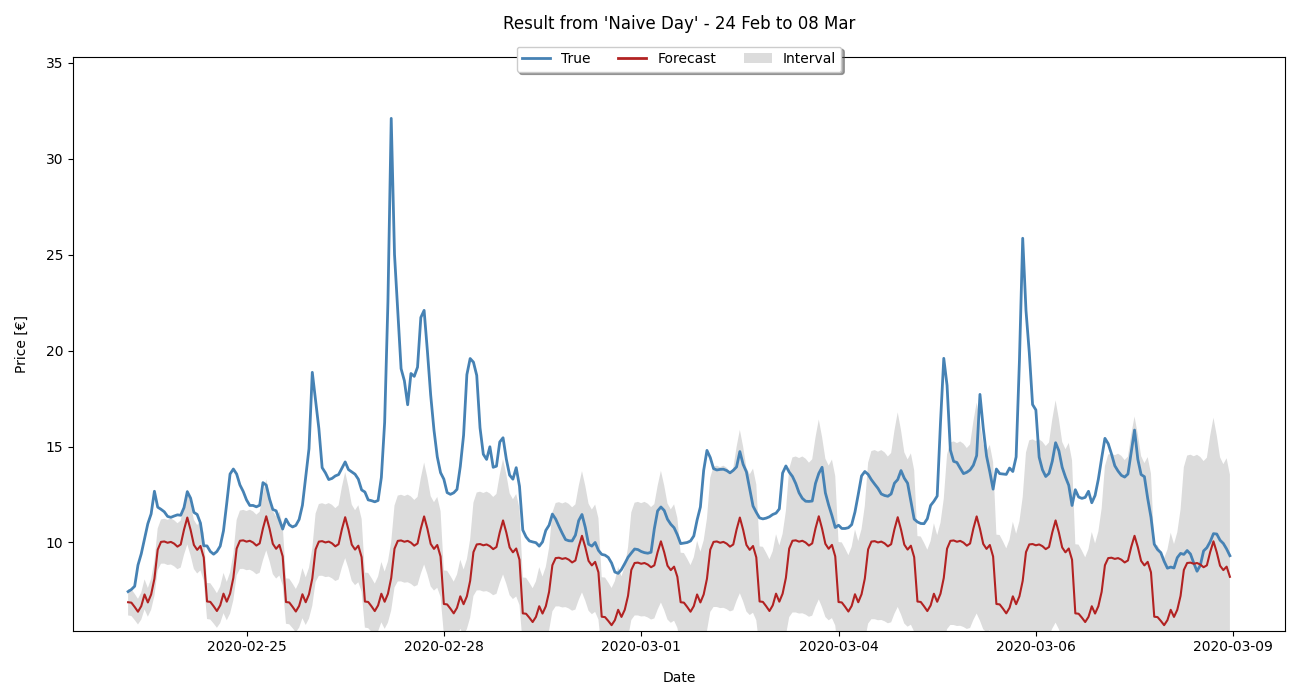 Result from 'Naive Day' - 24 Feb to 08 Mar
True Forecast Interval
35
30
25
20
15
10
Price [€]
2020-02-25 2020-02-28 2020-03-01 2020-03-04 2020-03-06 2020-03-09
Date